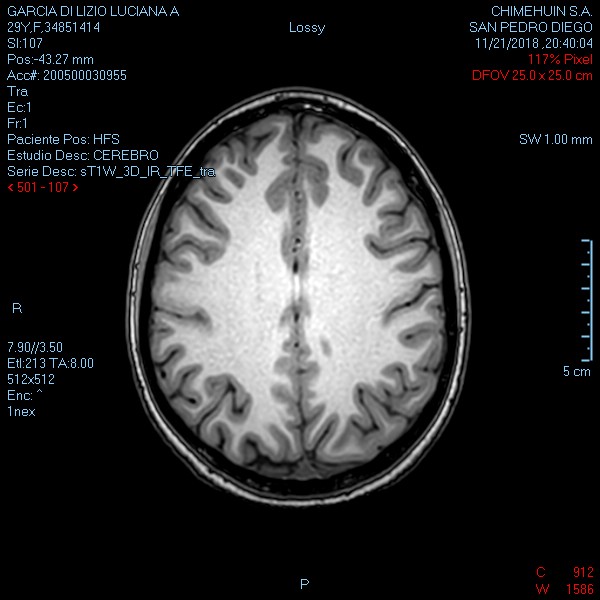 GARCIA DI LIZIO LUCIANA A
29Y,F,34851414
Sl:107
Pos:-43.27 mm
Acc#: 200500030955
Tra
Ec:1
Fr:1
Paciente Pos: HFS
Estudio Desc: CEREBRO
Serie Desc: sT1W_3D_IR_TFE_tra
< 501 - 107 >
Lossy
CHIMEHUIN S.A.
SAN PEDRO DIEGO
11/21/2018 ,20:40:04
117% Pixel
DFOV 25.0 x 25.0 cm
SW 1.00 mm
R
7.90//3.50
Etl:213 TA:8.00
512x512
Enc: ^
1nex
5 cm
P
C 912
W 1586